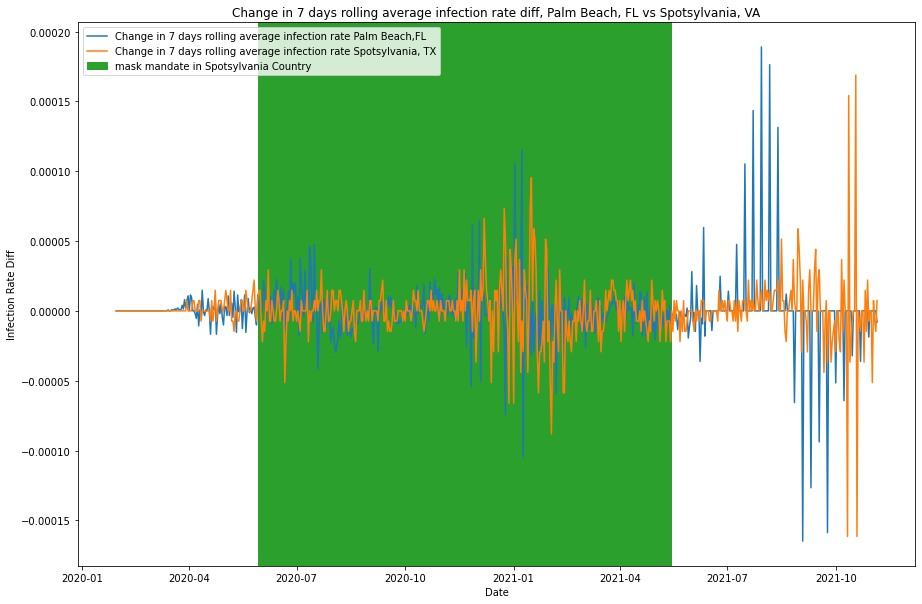 Change in 7 days rolling average infection rate diff, Palm Beach, FL vs Spotsylvania, VA
Change in 7 days rolling average infection rate Palm Beach,FL
Change in 7 days rolling average infection rate Spotsylvania, TX
mask mandate in Spotsylvania Country
Infection Rate Diff
0.00020
0.00015
0.00010
0.00005
0.00000
−0.00005
−0.00010
−0.00015
2020-01
2020-04
2020-07
2020-10
2021-01
2021-04
2021-07
2021-10
Date